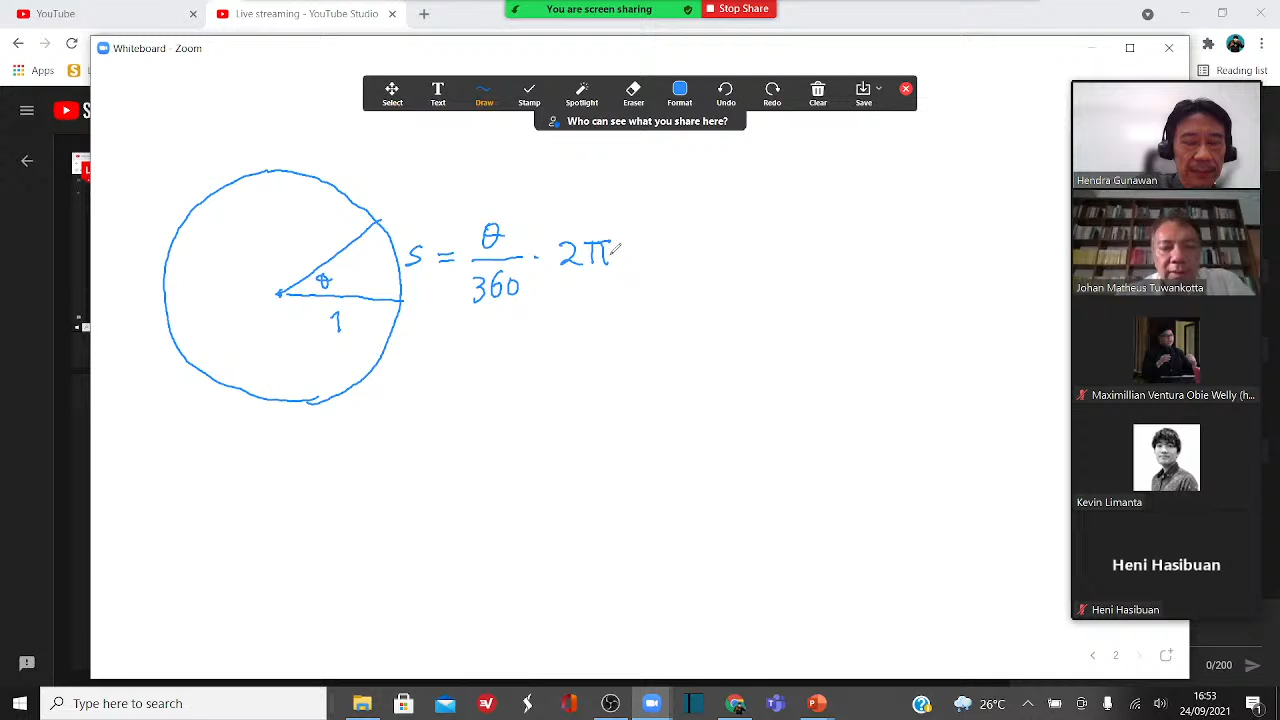 YouTube
Live streaming - YouTube Studio
You are screen sharing
Stop Share
Apps
Reading list
Whiteboard - Zoom
Select
Text
Draw
Stamp
Spotlight
Eraser
Format
Undo
Redo
Clear
Save
Who can see what you share here?
θ
1
s = θ/360 · 2π
Hendra Gunawan
Johan Matheus Tuwankotta
Maximillian Ventura Obie Welly (h...
Kevin Limanta
Heni Hasibuan
Heni Hasibuan
2
0/200
Type here to search
26°C
16:53
24/09/2021